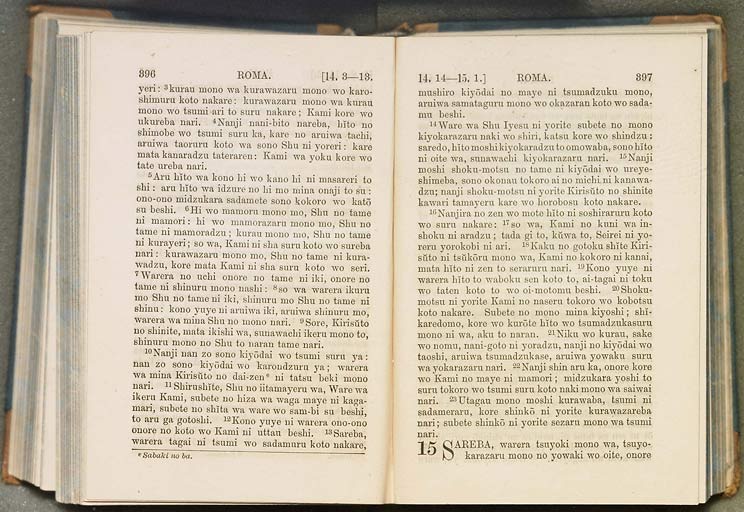 396 ROMA. [14. 3—13.
yeri: ³kurau mono wa kurawazaru mono wo karo-
shimuru koto nakare: kurawazaru mono wa kurau
mono wo tsumi ari to suru nakare; Kami kore wo
ukureba nari. ⁴Nanji nani-bito nareba, hĭto no
shimobe wo tsumi suru ka, kare no aruiwa tachi,
aruiwa taoruru koto wa sono Shu ni yoreri: kare
mata kanaradzu tateraren: Kami wa yoku kore wo
tate ureba nari.
⁵Aru hĭto wa kono hi wo kano hi ni masareri to
shi: aru hĭto wa idzure no hi mo mina onaji to su:
ono-ono midzukara sadamete sono kokoro wo katō
su beshi. ⁶Hi wo mamoru mono mo, Shu no tame
ni mamori: hi wo mamorazaru mono mo, Shu no
tame ni mamoradzu; kurau mono mo, Shu no tame
ni kurayeri; so wa, Kami ni sha suru koto wo sureba
nari: kurawazaru mono mo, Shu no tame ni kura-
wadzu, kore mata Kami ni sha suru koto wo seri.
⁷Warera no uchi onore no tame ni iki, onore no
tame ni shinuru mono nashi: ⁸so wa warera ikuru
mo Shu no tame ni iki, shinuru mo Shu no tame ni
shinu: kono yuye ni aruiwa iki, aruiwa shinuru mo,
warera wa mina Shu no mono nari. ⁹Sore, Kirisŭto
no shinite, mata ikishi wa, sunawachi ikeru mono to,
shinuru mono no Shu to naran tame nari.
¹⁰Nanji nan zo sono kiyōdai wo tsumi suru ya:
nan zo sono kiyōdai wo karondzuru ya; warera
wa mina Kirisŭto no dai-zen* ni tatsu beki mono
nari. ¹¹Shirushĭte, Shu no iitamayeru wa, Ware wa
ikeru Kami, subete no hiza wa waga maye ni kaga-
mari, subete no shĭta wa ware wo sam-bi su beshi,
to aru ga gotoshi. ¹²Kono yuye ni warera ono-ono
onore no koto wo Kami ni uttau beshi. ¹³Sareba,
warera tagai ni tsumi wo sadamuru koto nakare,
*Sabaki no ba.
14. 14—15. 1.] ROMA. 397
mushiro kiyōdai no maye ni tsumadzuku mono,
aruiwa samataguru mono wo okazaran koto wo sada-
mu beshi.
¹⁴Ware wa Shu Iyesu ni yorite subete no mono
kiyokarazaru naki wo shiri, katsu kore wo shindzu:
saredo, hĭto moshi kiyokaradzu to omowaba, sono hĭto
ni oite wa, sunawachi kiyokarazaru nari. ¹⁵Nanji
moshi shoku-motsu no tame ni kiyōdai wo ureye-
shimeba, sono okonau tokoro ai no michi ni kanawa-
dzu; nanji shoku-motsu ni yorite Kirisŭto no shinite
kawari tamayeru kare wo horobosu koto nakare.
¹⁶Nanjira no zen wo mote hĭto ni soshiraruru koto
wo suru nakare: ¹⁷so wa, Kami no kuni wa in-
shoku ni aradzu; tada gi to, kŭwa to, Seirei ni yo-
reru yorokobi ni ari. ¹⁸Kaku no gotoku shĭte Kiri-
sŭto ni tsŭkōru mono wa, Kami no kokoro ni kanai,
mata hĭto ni zen to seraruru nari. ¹⁹Kono yuye ni
warera hĭto to waboku sen koto to, ai-tagai ni toku
wo taten koto to wo oi-motomu beshi. ²⁰Shoku-
motsu ni yorite Kami no naseru tokoro wo kobotsu
koto nakare. Subete no mono mina kiyoshi; shĭ-
karedomo, kore wo kurōte hĭto wo tsumadzukasuru
mono ni wa, aku to naran. ²¹Niku wo kurau, sake
wo nomu, nani-goto ni yoradzu, nanji no kiyōdai wo
taoshi, aruiwa tsumadzukase, aruiwa yowaku suru
wa yokarazaru nari. ²²Nanji shin aru ka, onore kore
wo Kami no maye ni mamori; midzukara yoshi to
suru tokoro wo tsumi suru koto naki mono wa saiwai
nari. ²³Utagau mono moshi kurawaba, tsumi ni
sadameraru, kore shinkō ni yorite kurawazareba
nari; subete shinkō ni yorite sezaru mono wa tsumi
nari.
15 SAREBA, warera tsuyoki mono wa, tsuyo-
karazaru mono no yowaki wo oite, onore